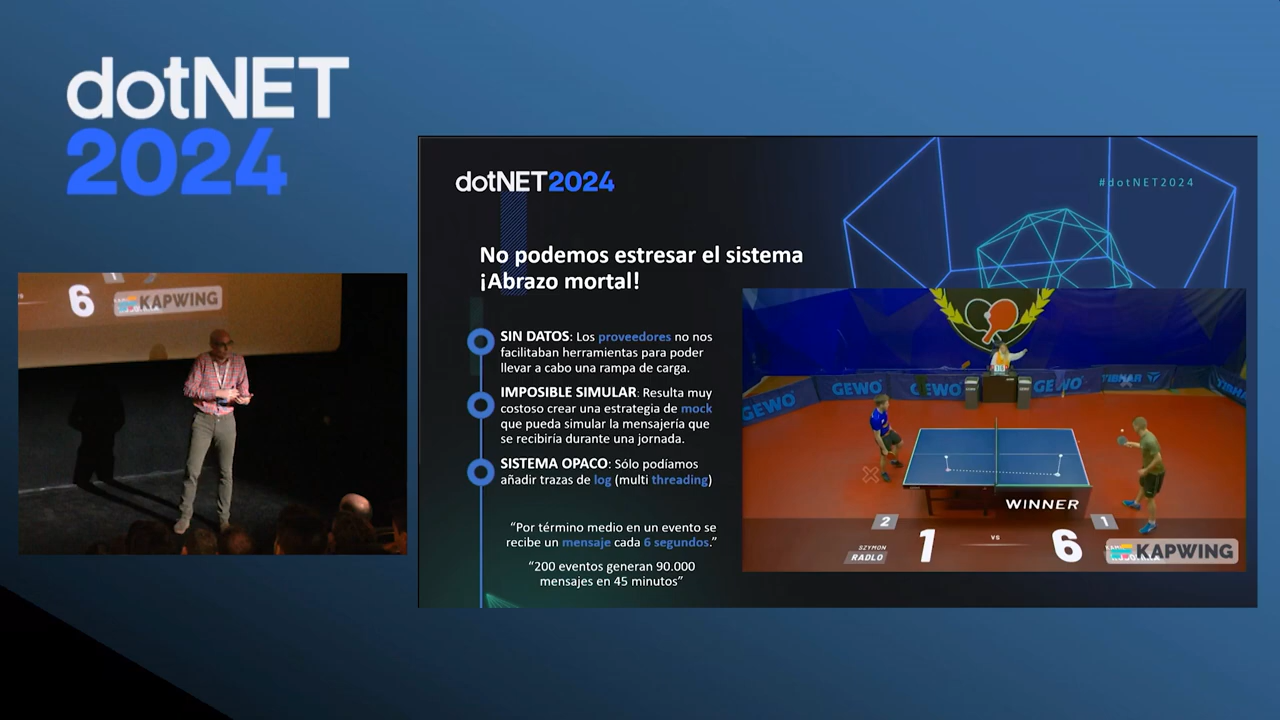 dotNET
2024
6
KAPWING
dotNET2024
#dotNET2024
No podemos estresar el sistema
¡Abrazo mortal!
SIN DATOS: Los proveedores no nos
facilitaban herramientas para poder
llevar a cabo una rampa de carga.
IMPOSIBLE SIMULAR: Resulta muy
costoso crear una estrategia de mock
que pueda simular la mensajería que
se recibiría durante una jornada.
SISTEMA OPACO: Sólo podíamos
añadir trazas de log (multi threading)
“Por término medio en un evento se
recibe un mensaje cada 6 segundos.”
“200 eventos generan 90.000
mensajes en 45 minutos”
GEWO GEWO GEWO GEWO TIBHAR
WINNER
2 1
SZYMON
RADLO
1 VS 6
KAPWING